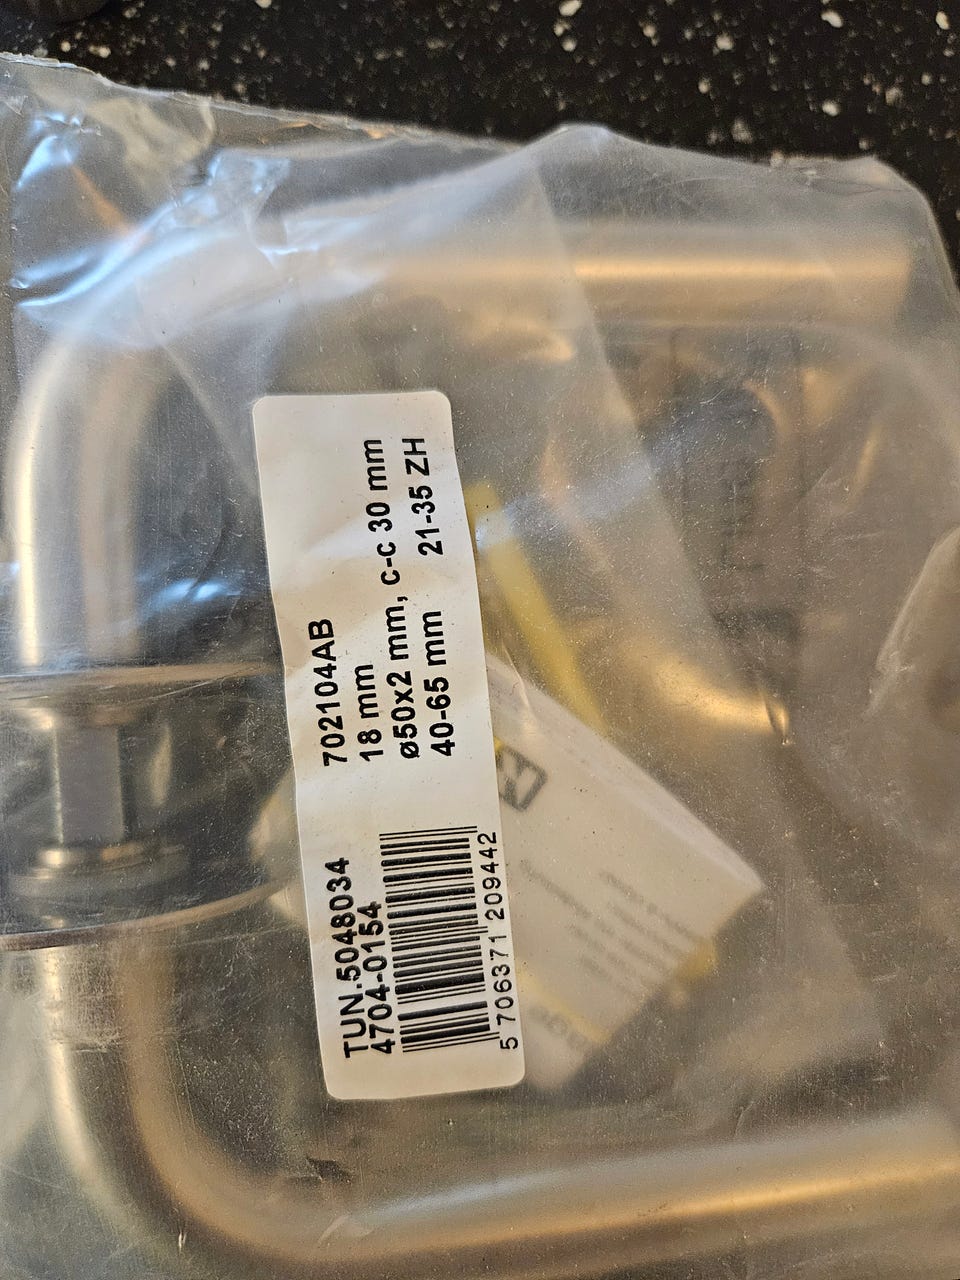 TUN.5048034 702104AB
4704-0154 18 mm
ø50x2 mm, c-c 30 mm
40-65 mm 21-35 ZH
5 706371 209442